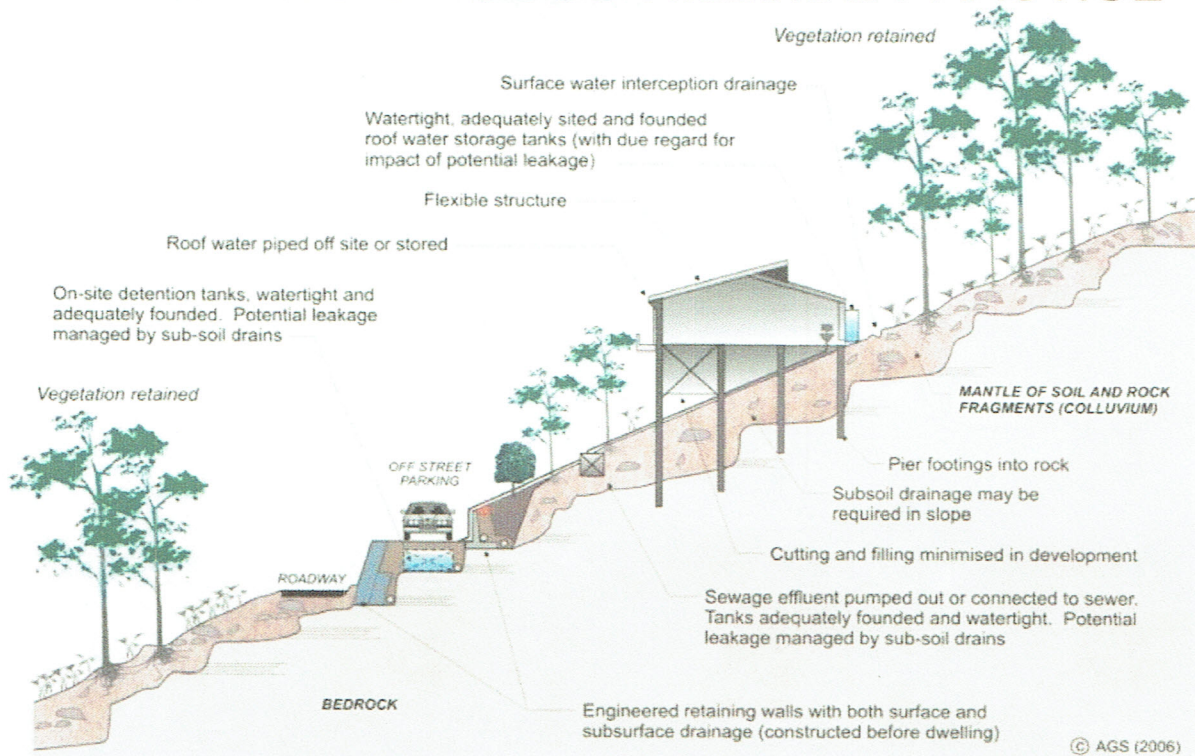 Vegetation retained
Surface water interception drainage
Watertight, adequately sited and founded
roof water storage tanks (with due regard for
impact of potential leakage)
Flexible structure
Roof water piped off site or stored
On-site detention tanks, watertight and
adequately founded. Potential leakage
managed by sub-soil drains
Vegetation retained
MANTLE OF SOIL AND ROCK
FRAGMENTS (COLLUVIUM)
Pier footings into rock
OFF STREET
PARKING
Subsoil drainage may be
required in slope
Cutting and filling minimised in development
ROADWAY
Sewage effluent pumped out or connected to sewer.
Tanks adequately founded and watertight. Potential
leakage managed by sub-soil drains
BEDROCK
Engineered retaining walls with both surface and
subsurface drainage (constructed before dwelling)
© AGS (2006)